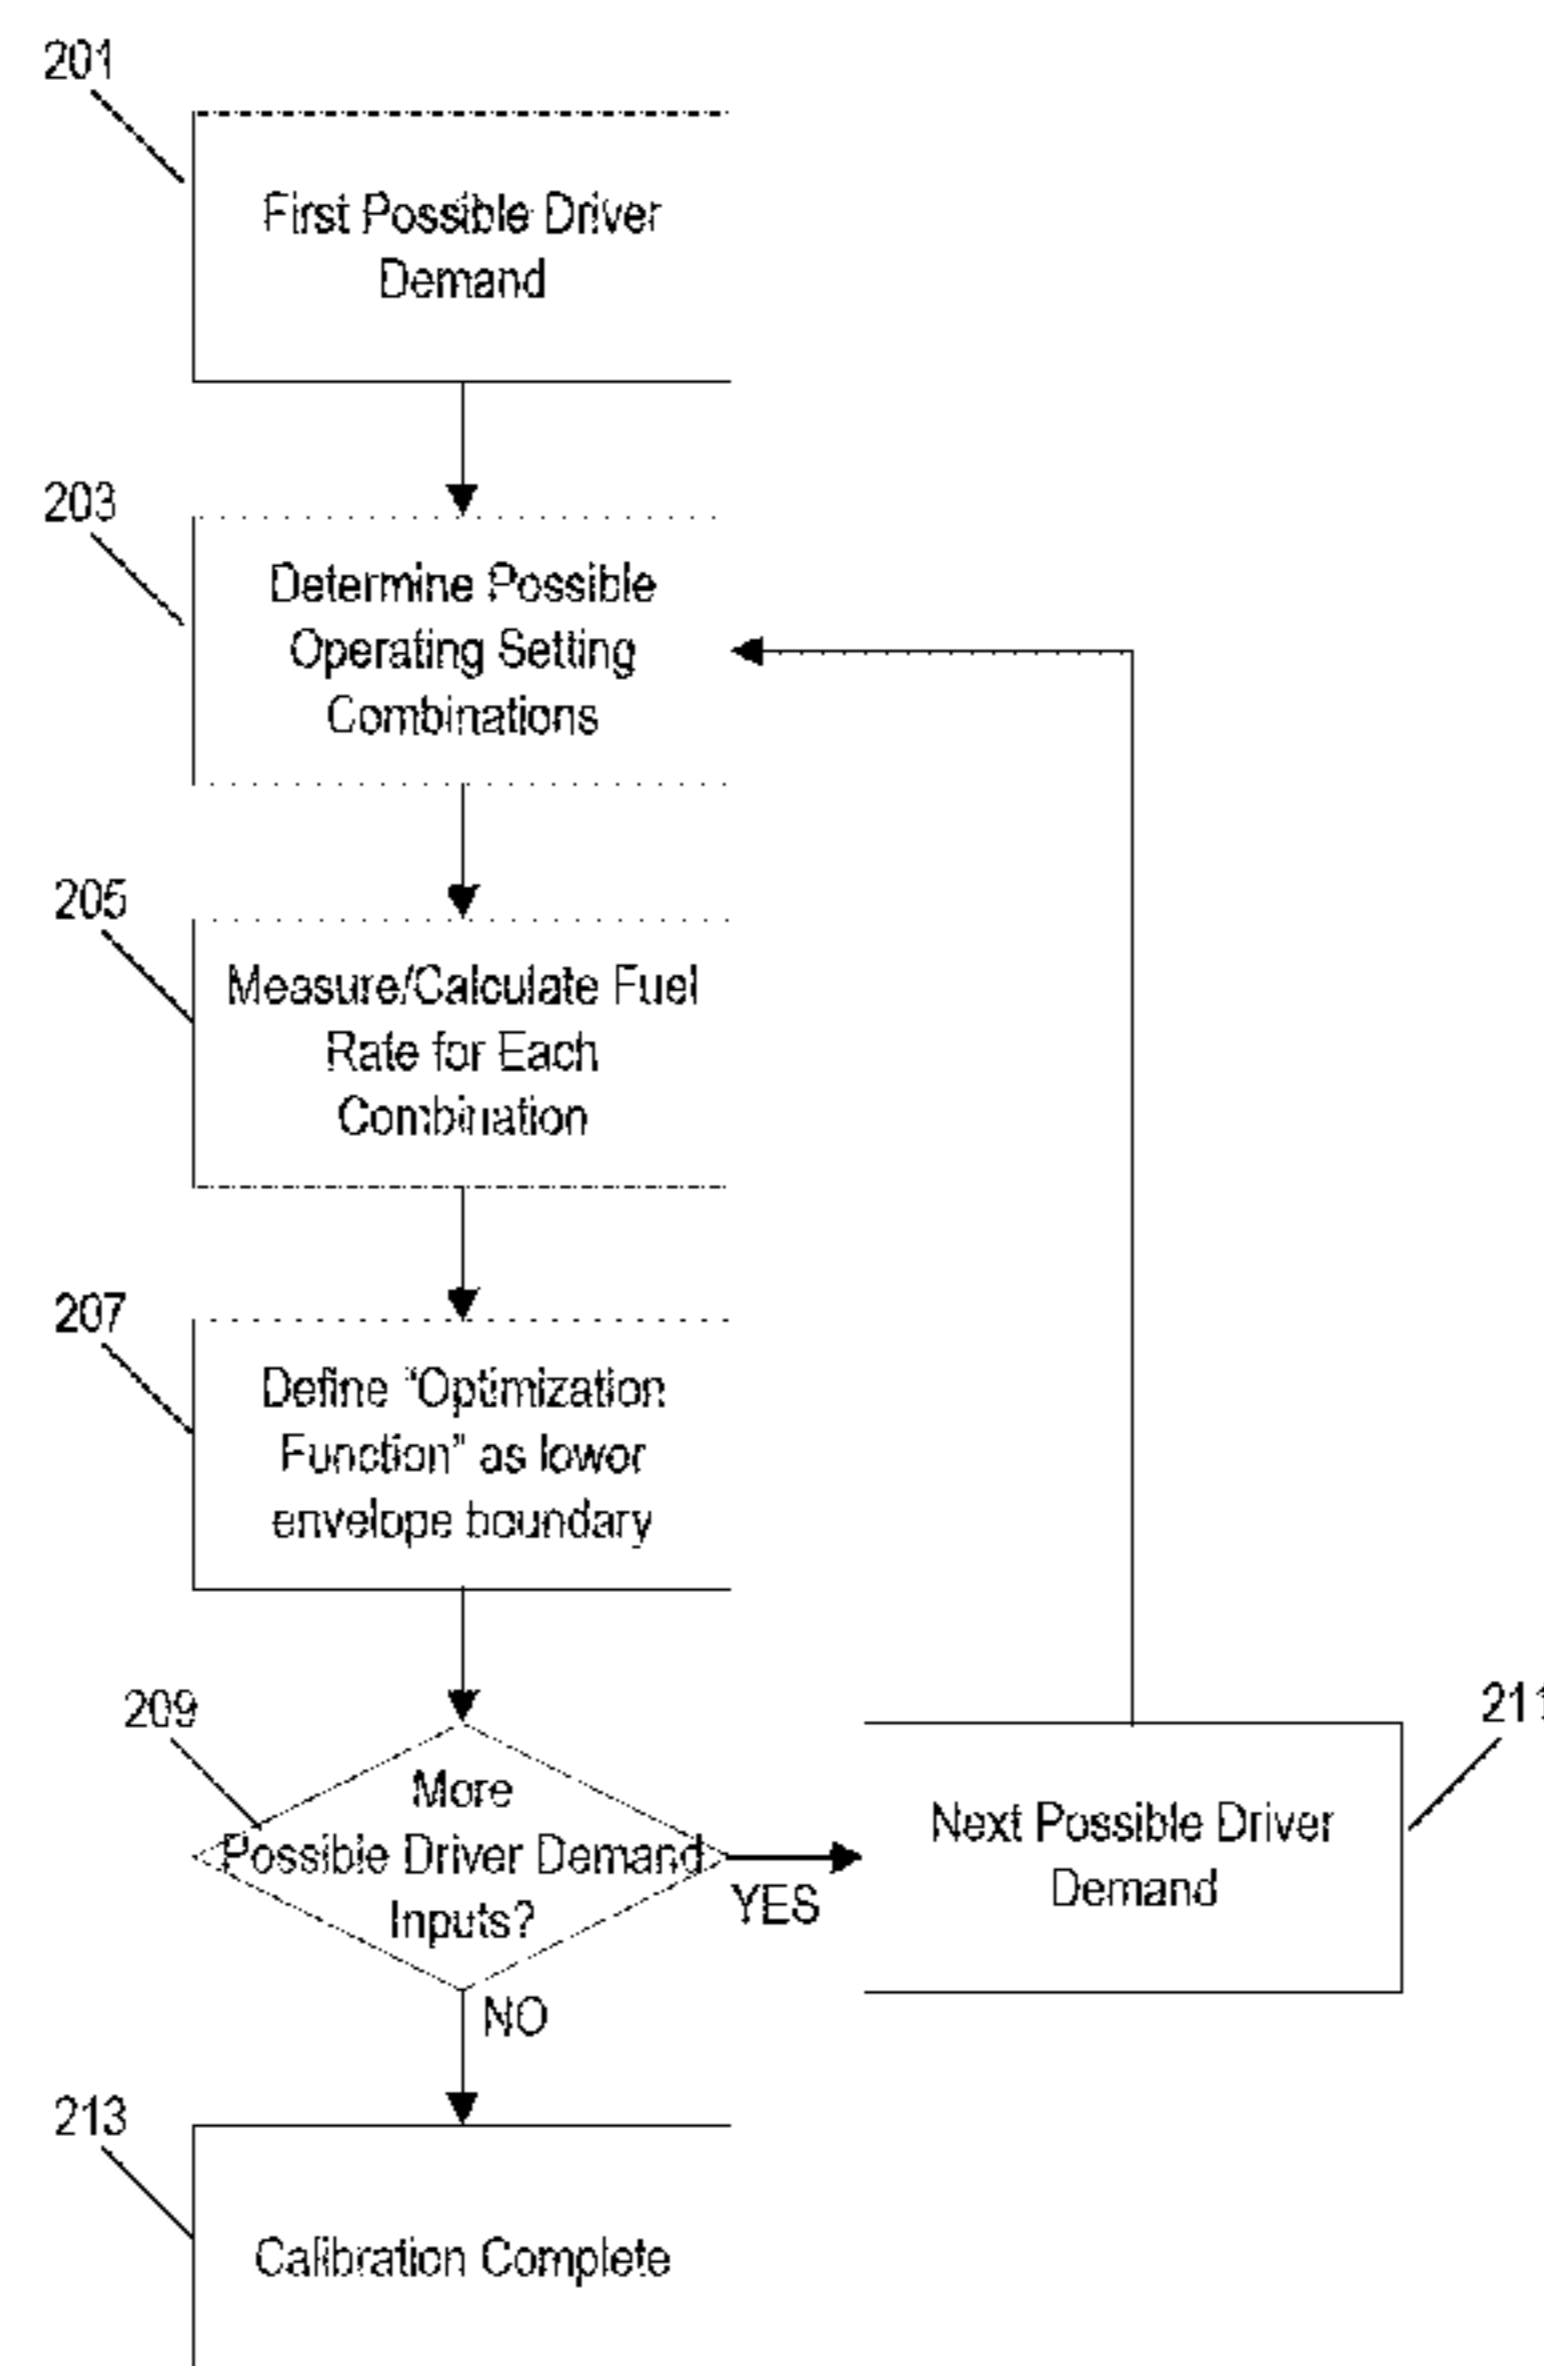 201
First Possible Driver
Demand
203
Determine Possible
Operating Setting
Combinations
205
Measure/Calculate Fuel
Rate for Each
Combination
207
Define "Optimization
Function" as lower
envelope boundary
209
More
Possible Driver Demand
Inputs?
YES
211
Next Possible Driver
Demand
NO
213
Calibration Complete